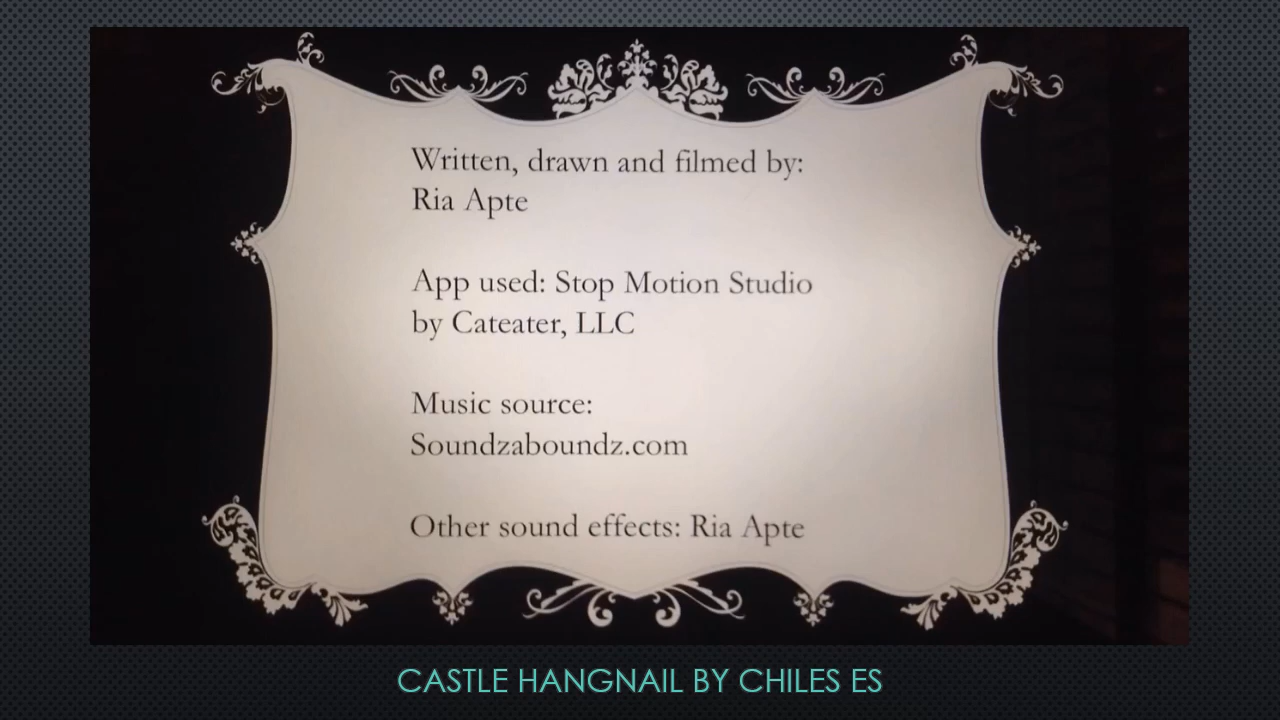 Written, drawn and filmed by:
Ria Apte
App used: Stop Motion Studio
by Cateater, LLC
Music source:
Soundzaboundz.com
Other sound effects: Ria Apte
CASTLE HANGNAIL BY CHILES ES